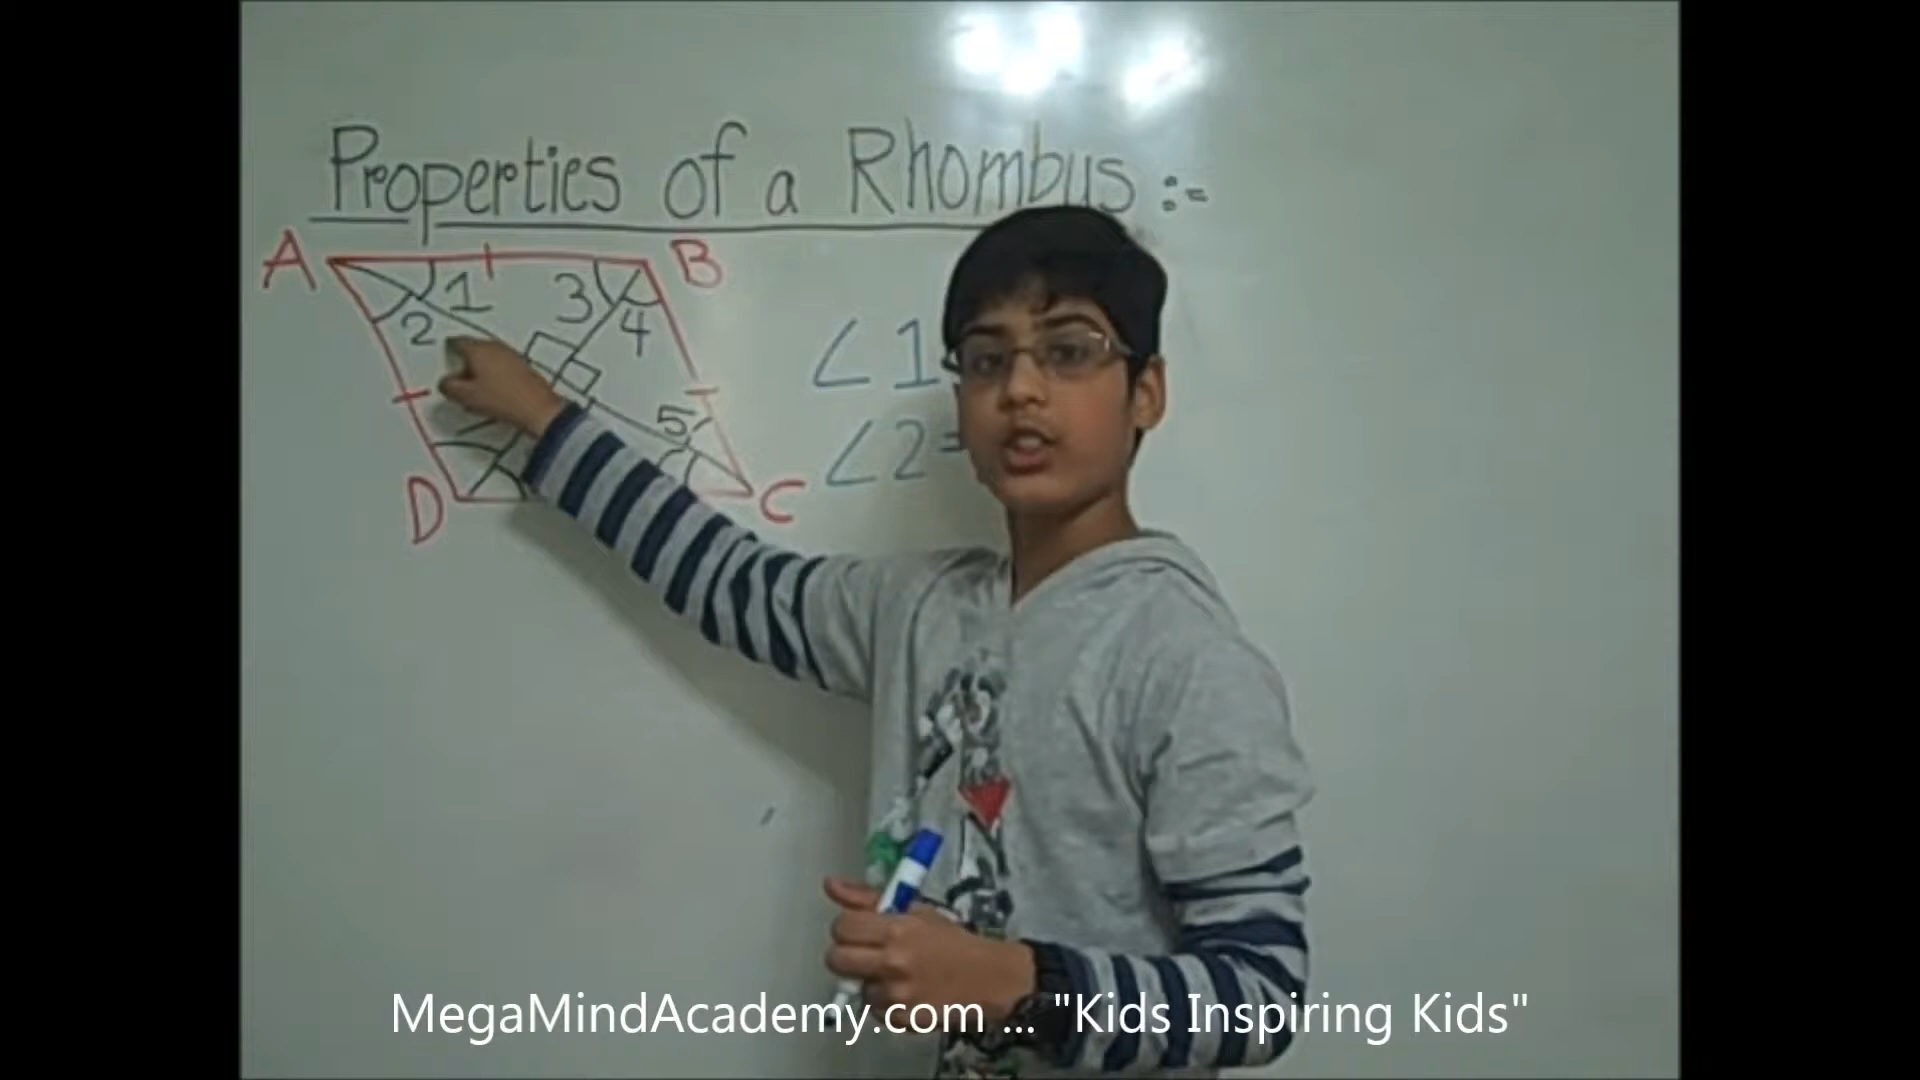 Properties of a Rhombus :-
A B
1 3
2 4
∠1
5
∠2=
D C
MegaMindAcademy.com ... "Kids Inspiring Kids"